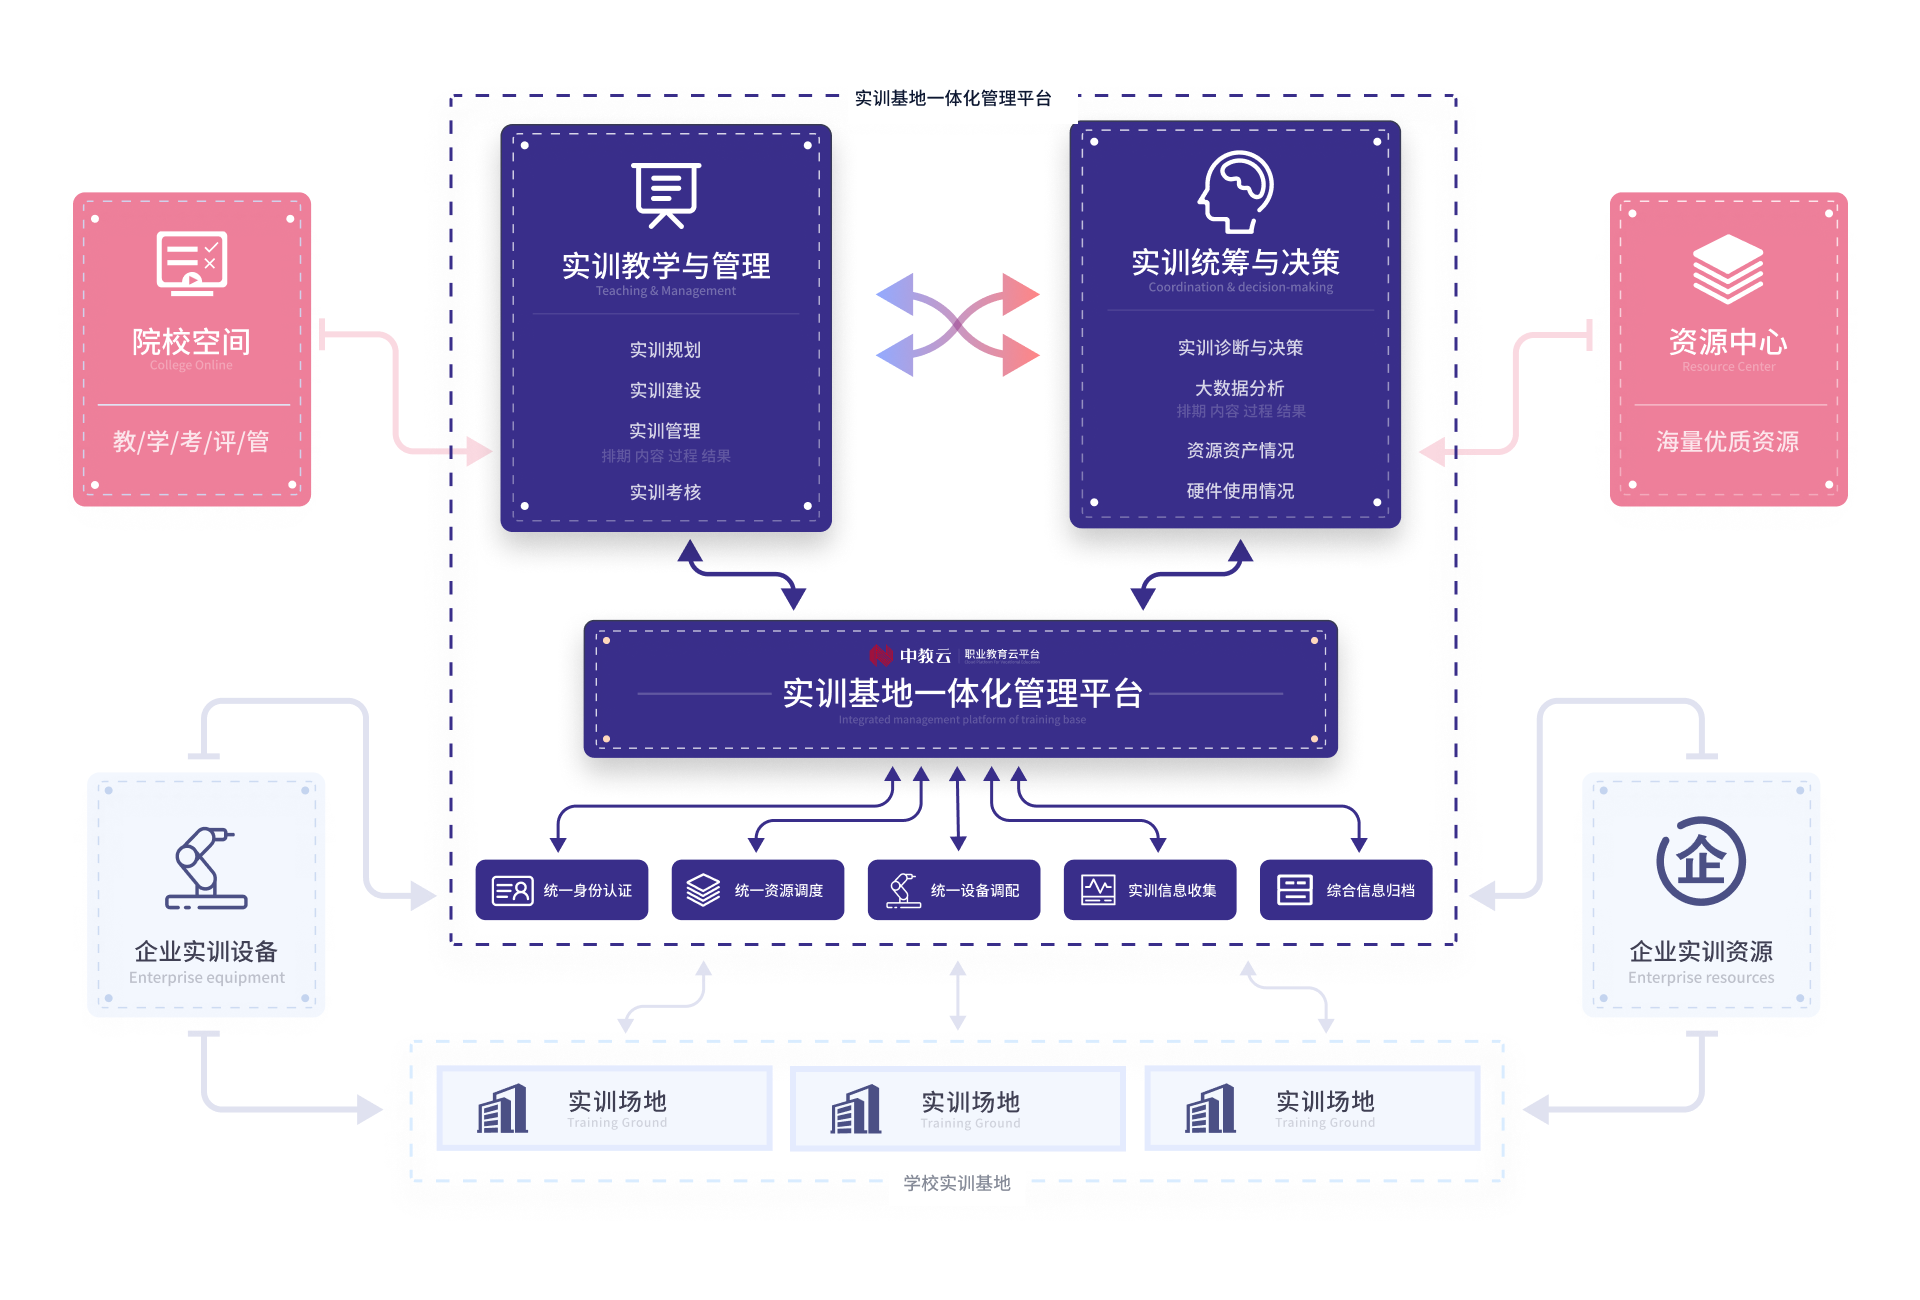 实训基地一体化管理平台
院校空间
College Online
教/学/考/评/管
实训教学与管理
Teaching & Management
实训规划
实训建设
实训管理
排期 内容 过程 结果
实训考核
实训统筹与决策
Coordination & decision-making
实训诊断与决策
大数据分析
排期 内容 过程 结果
资源资产情况
硬件使用情况
资源中心
Resource Center
海量优质资源
中教云
职业教育云平台
实训基地一体化管理平台
Integrated management platform of training base
统一身份认证
统一资源调度
统一设备调配
实训信息收集
综合信息归档
企业实训设备
Enterprise equipment
企
企业实训资源
Enterprise resources
实训场地
Training Ground
实训场地
Training Ground
实训场地
Training Ground
学校实训基地